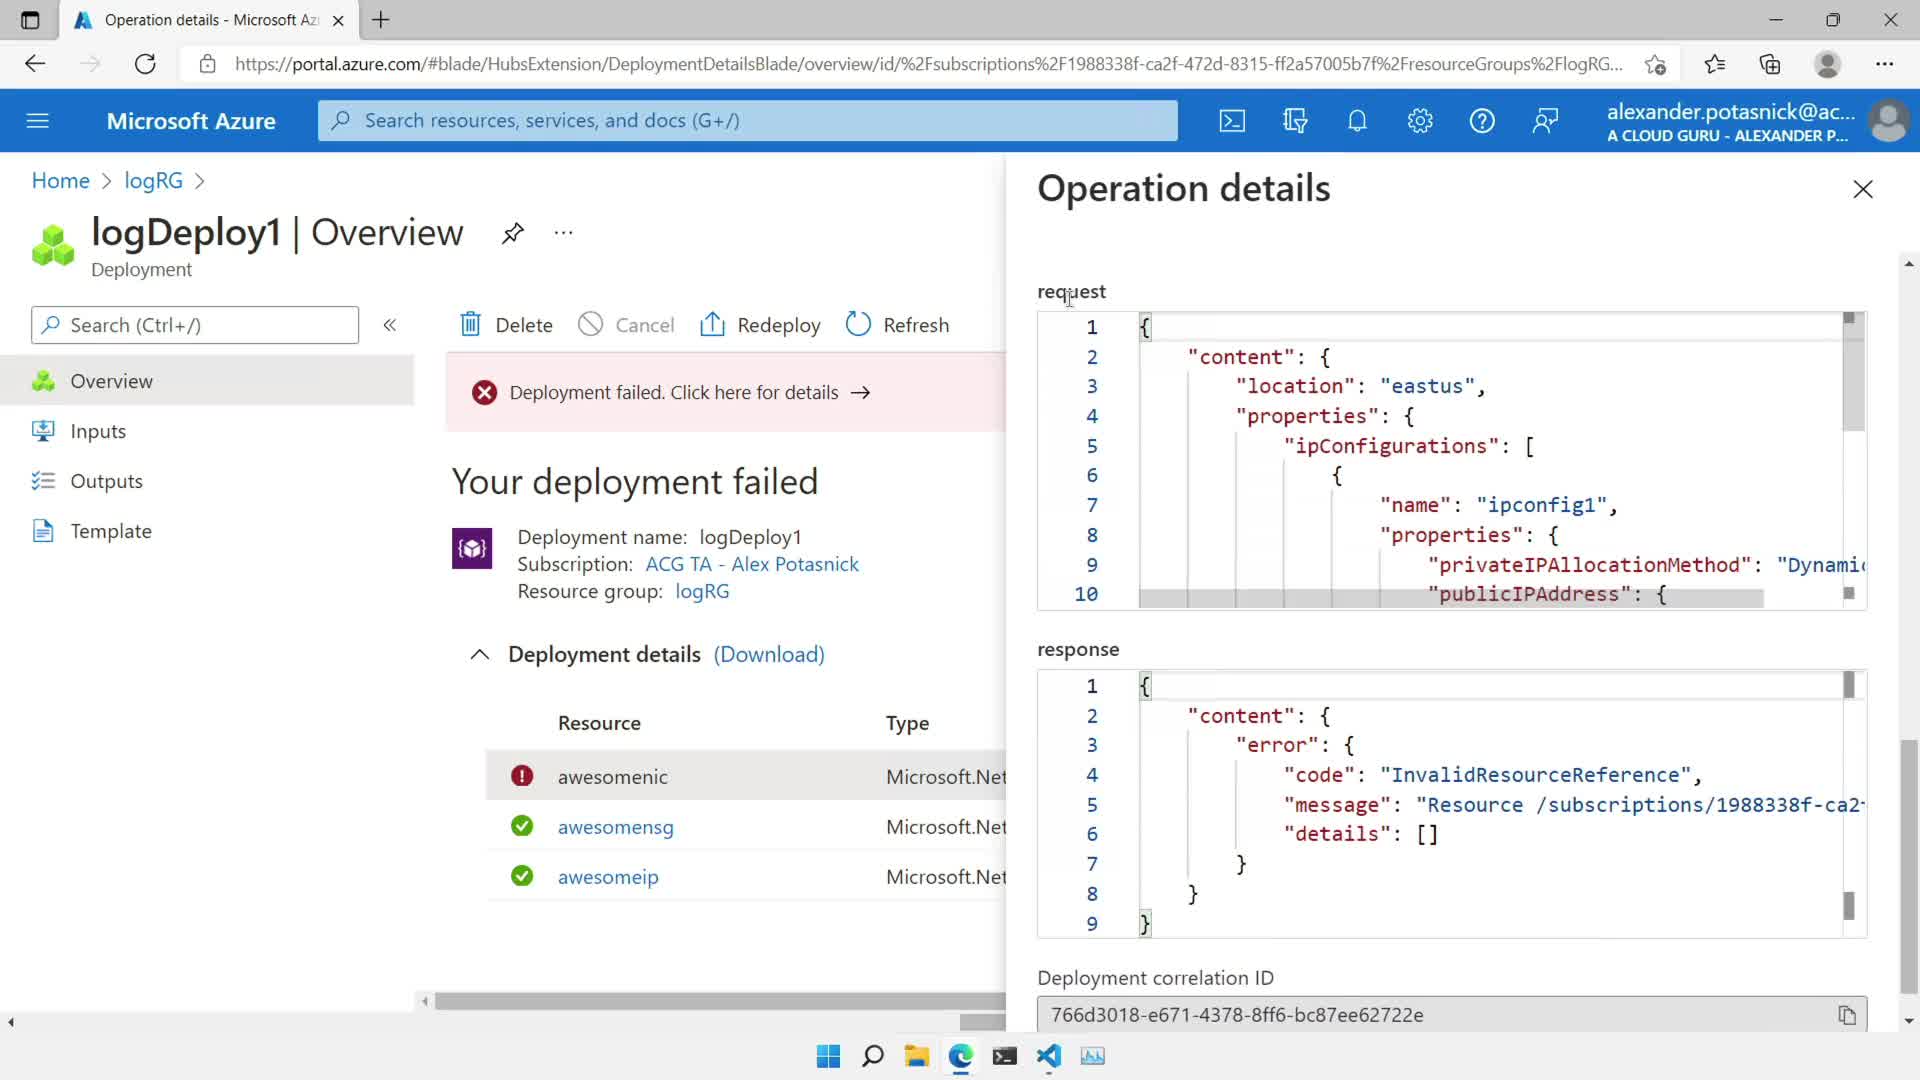 Operation details - Microsoft Az
https://portal.azure.com/#blade/HubsExtension/DeploymentDetailsBlade/overview/id/%2Fsubscriptions%2F1988338f-ca2f-472d-8315-ff2a57005b7f%2FresourceGroups%2FlogRG...
Microsoft Azure
Search resources, services, and docs (G+/)
alexander.potasnick@ac...
A CLOUD GURU - ALEXANDER P...
Home > logRG >
logDeploy1 | Overview
...
Deployment
Search (Ctrl+/)
«
Overview
Inputs
Outputs
Template
Delete
Cancel
Redeploy
Refresh
Deployment failed. Click here for details →
Your deployment failed
Deployment name: logDeploy1
Subscription: ACG TA - Alex Potasnick
Resource group: logRG
Deployment details (Download)
Resource Type
awesomenic Microsoft.Net
awesomensg Microsoft.Net
awesomeip Microsoft.Net
Operation details
request
1 {
2 "content": {
3 "location": "eastus",
4 "properties": {
5 "ipConfigurations": [
6 {
7 "name": "ipconfig1",
8 "properties": {
9 "privateIPAllocationMethod": "Dynamic
10 "publicIPAddress": {
response
1 {
2 "content": {
3 "error": {
4 "code": "InvalidResourceReference",
5 "message": "Resource /subscriptions/1988338f-ca2
6 "details": []
7 }
8 }
9 }
Deployment correlation ID
766d3018-e671-4378-8ff6-bc87ee62722e